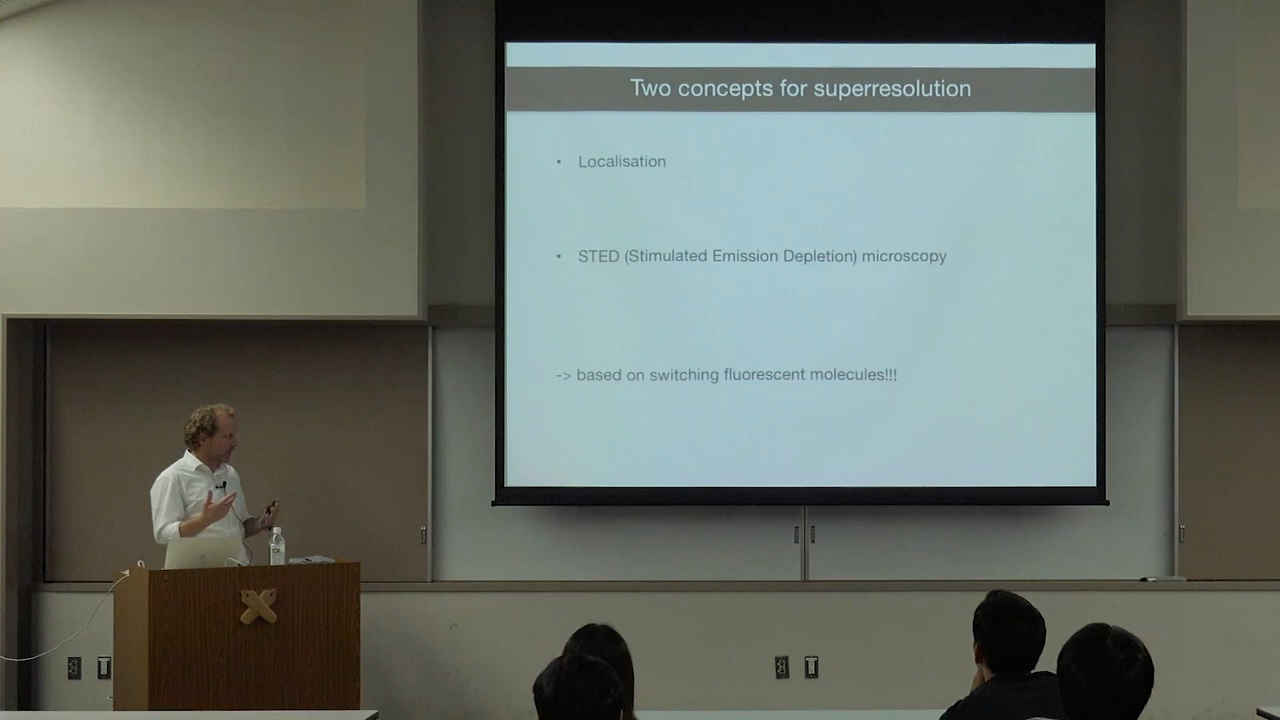 Two concepts for superresolution
• Localisation
• STED (Stimulated Emission Depletion) microscopy
-> based on switching fluorescent molecules!!!